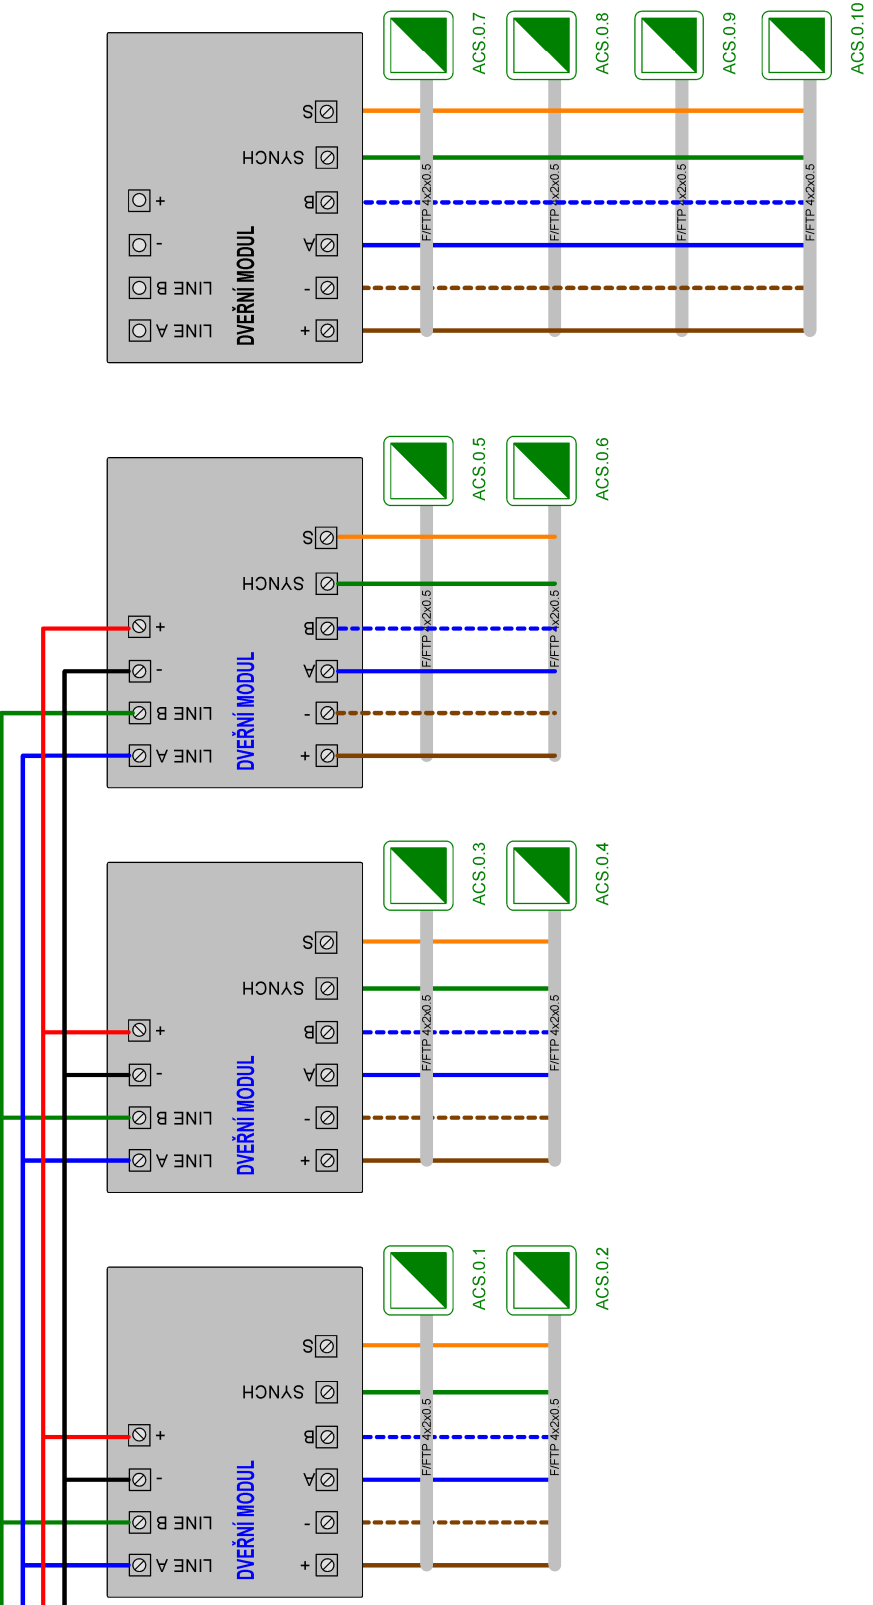 ACS.0.7
ACS.0.8
ACS.0.9
ACS.0.10
S
SYNCH
B
A
-
+
+
-
LINE B
LINE A
DVEŘNÍ MODUL
F/FTP 4x2x0.5
F/FTP 4x2x0.5
F/FTP 4x2x0.5
F/FTP 4x2x0.5
ACS.0.5
ACS.0.6
S
SYNCH
B
A
-
+
+
-
LINE B
LINE A
DVEŘNÍ MODUL
F/FTP 4x2x0.5
F/FTP 4x2x0.5
ACS.0.3
ACS.0.4
S
SYNCH
B
A
-
+
+
-
LINE B
LINE A
DVEŘNÍ MODUL
F/FTP 4x2x0.5
F/FTP 4x2x0.5
ACS.0.1
ACS.0.2
S
SYNCH
B
A
-
+
+
-
LINE B
LINE A
DVEŘNÍ MODUL
F/FTP 4x2x0.5
F/FTP 4x2x0.5